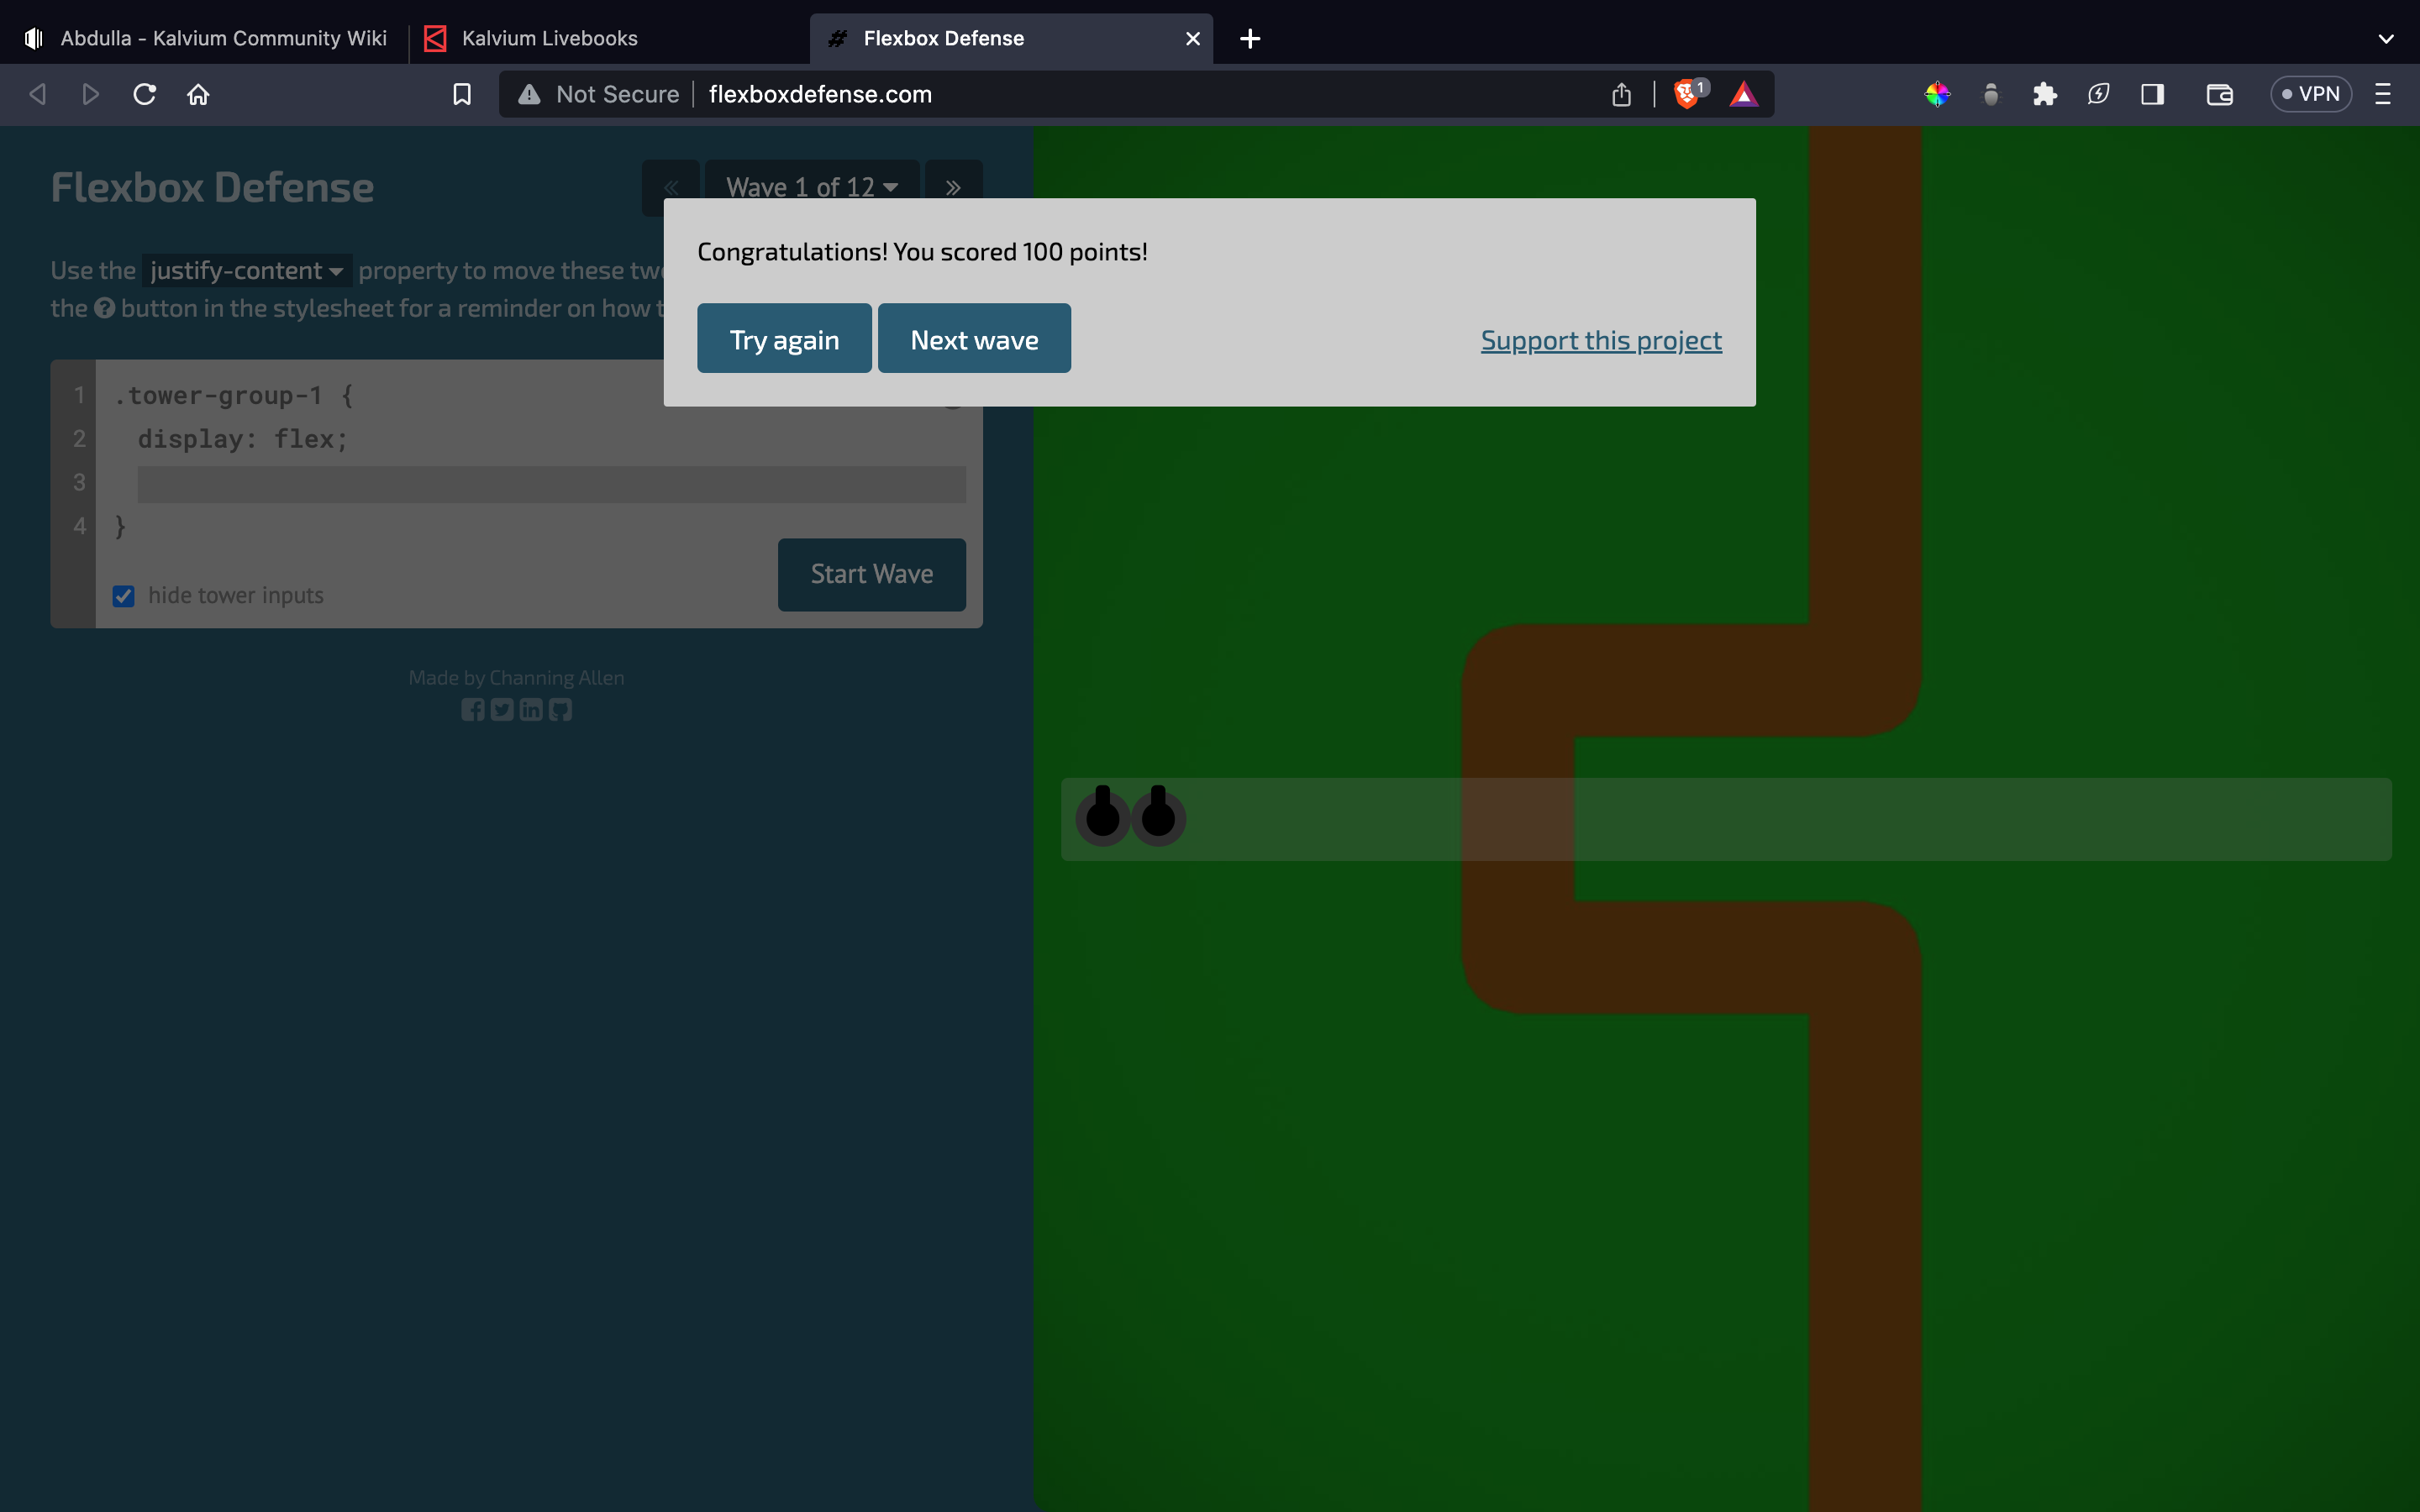 Abdulla - Kalvium Community Wiki
Kalvium Livebooks
Flexbox Defense
Not Secure
flexboxdefense.com
1
VPN
Flexbox Defense
Wave 1 of 12
Congratulations! You scored 100 points!
Try again
Next wave
Support this project
Use the justify-content property to move these
the ? button in the stylesheet for a reminder on how
1 .tower-group-1 {
2 display: flex;
3
4 }
hide tower inputs
Start Wave
Made by Channing Allen